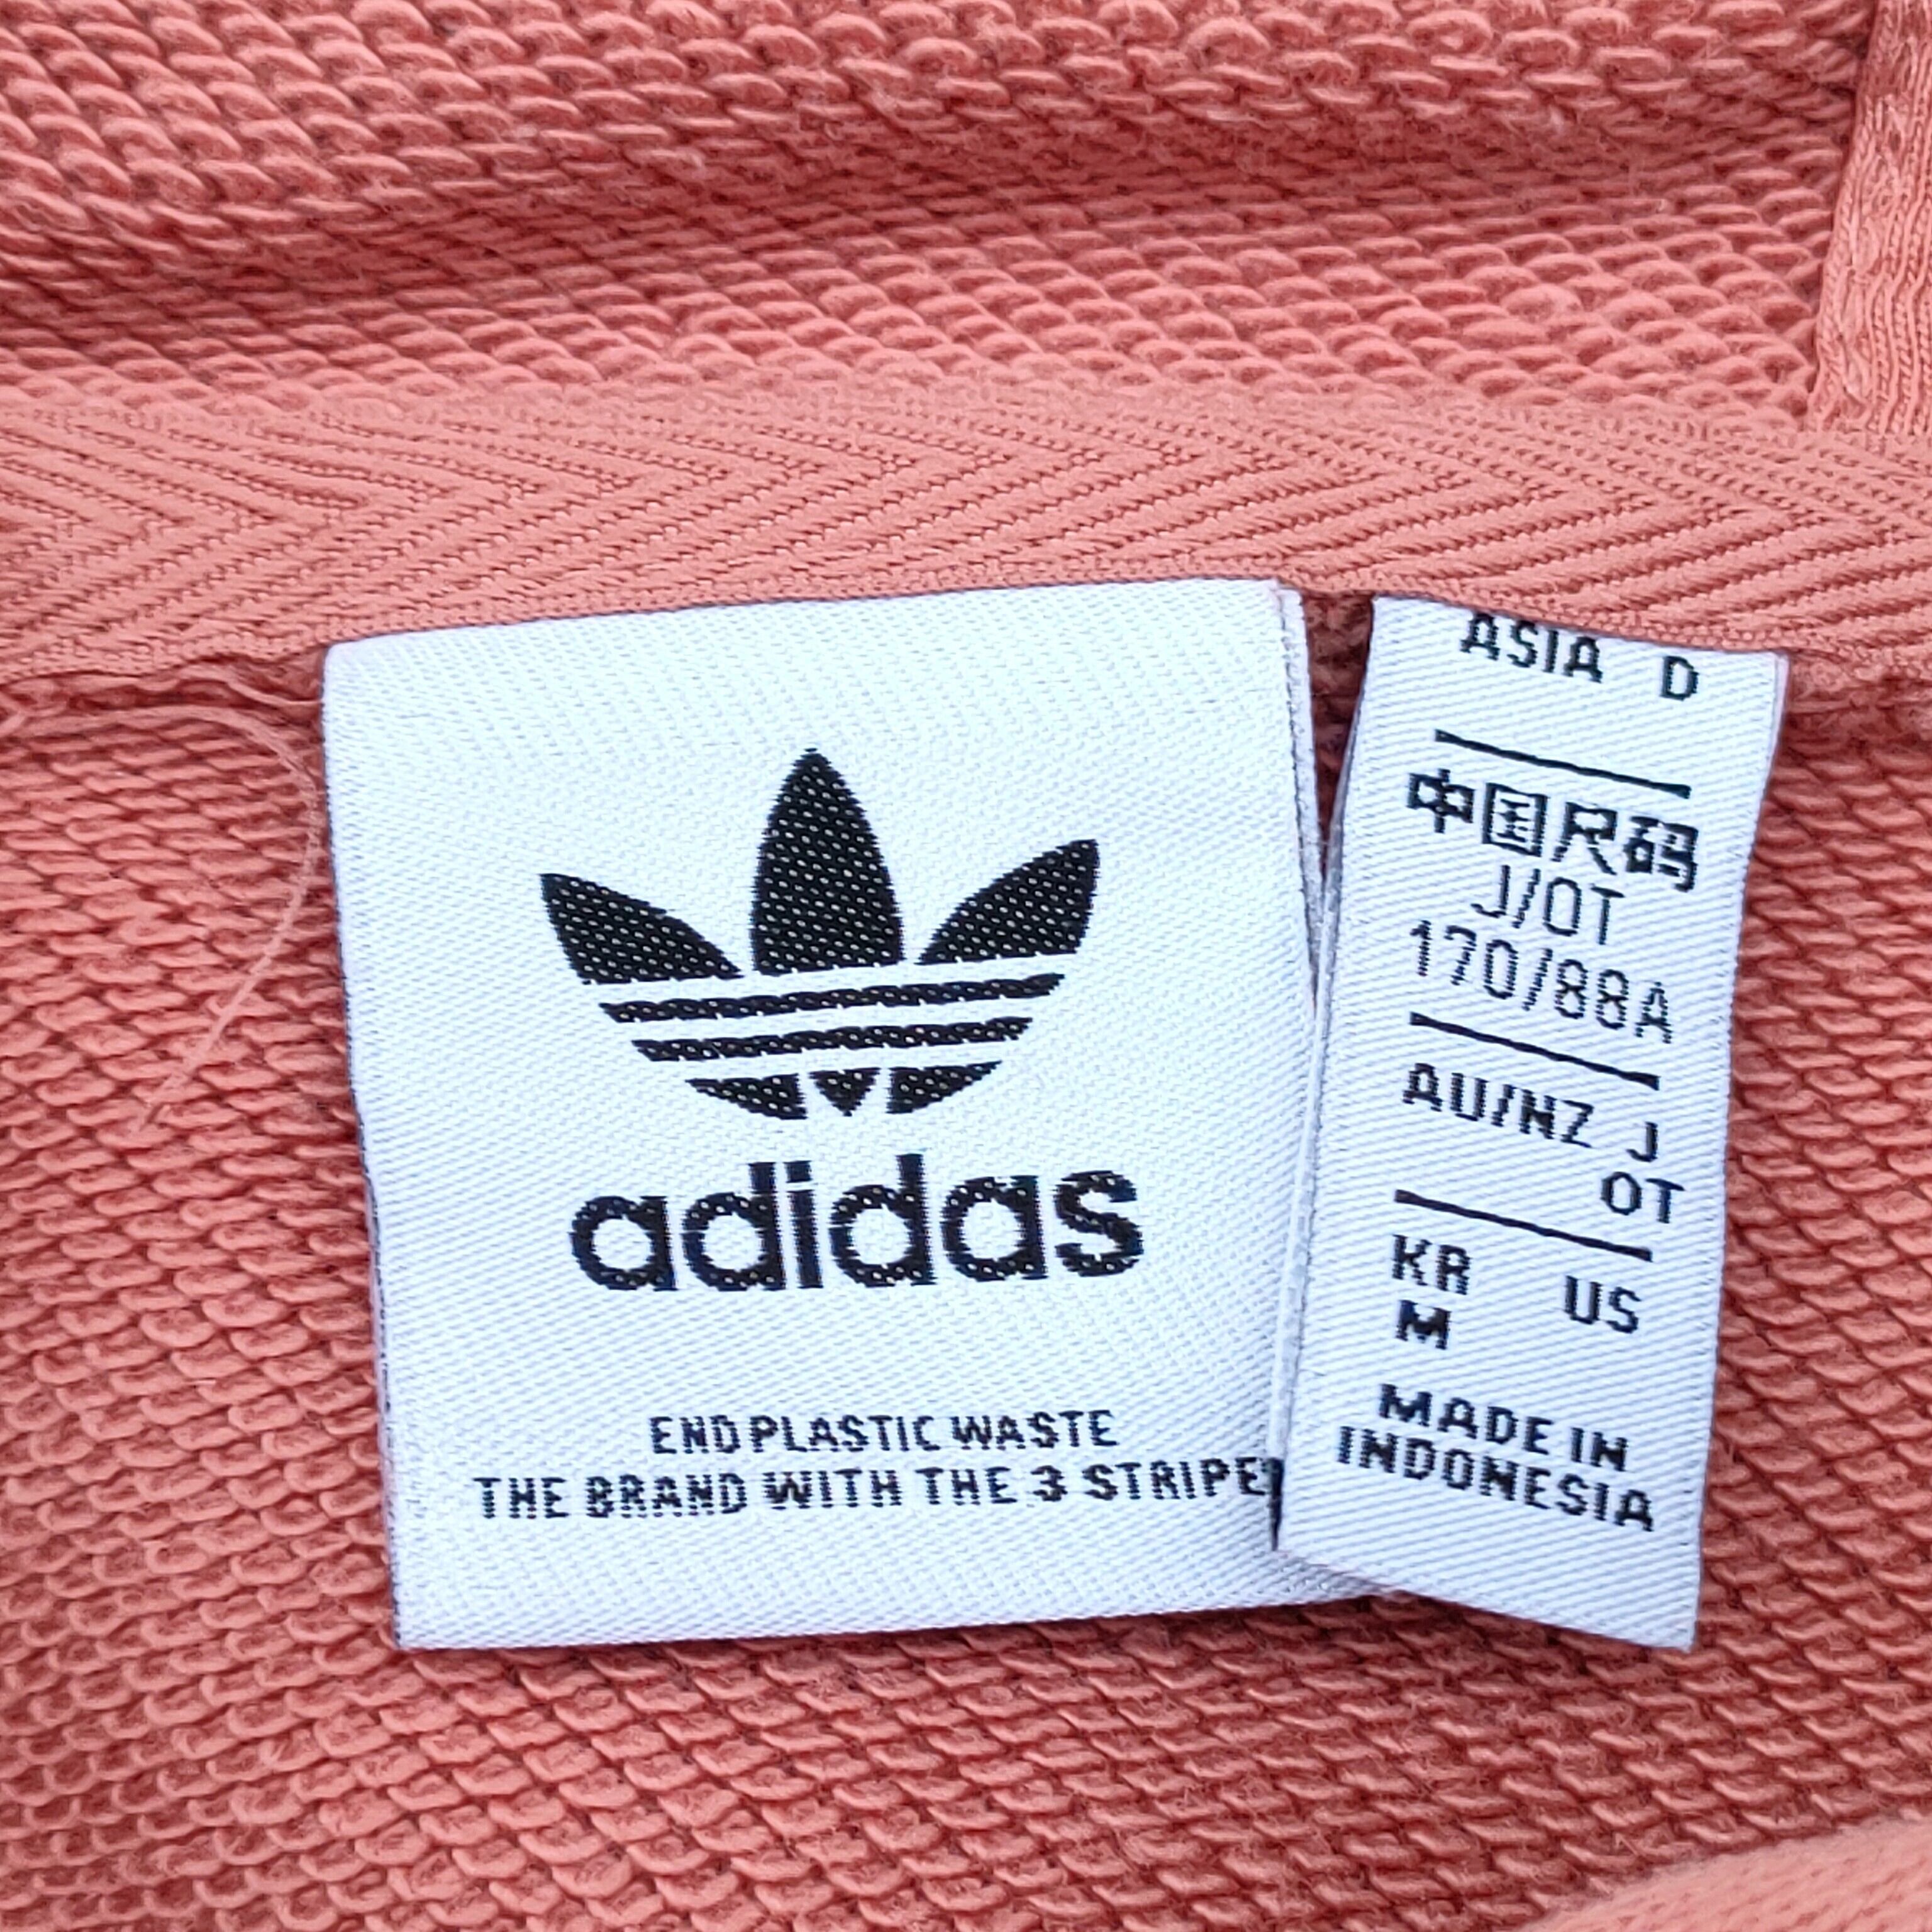 adidas
END PLASTIC WASTE
THE BRAND WITH THE 3 STRIPE
ASIA D
中国尺码
J/OT
170/88A
AU/NZ J
OT
KR US
M
MADE IN
INDONESIA